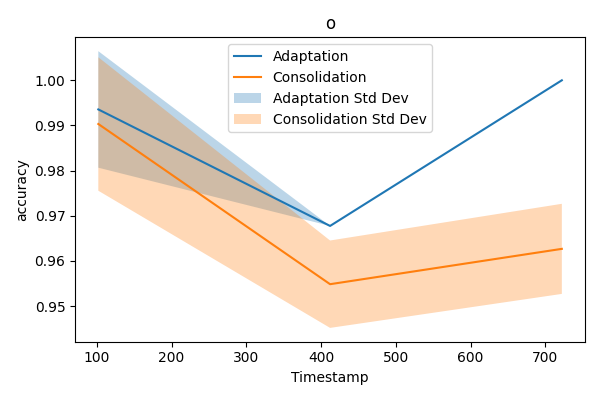 o
Adaptation
Consolidation
Adaptation Std Dev
Consolidation Std Dev
accuracy
1.00
0.99
0.98
0.97
0.96
0.95
100 200 300 400 500 600 700
Timestamp